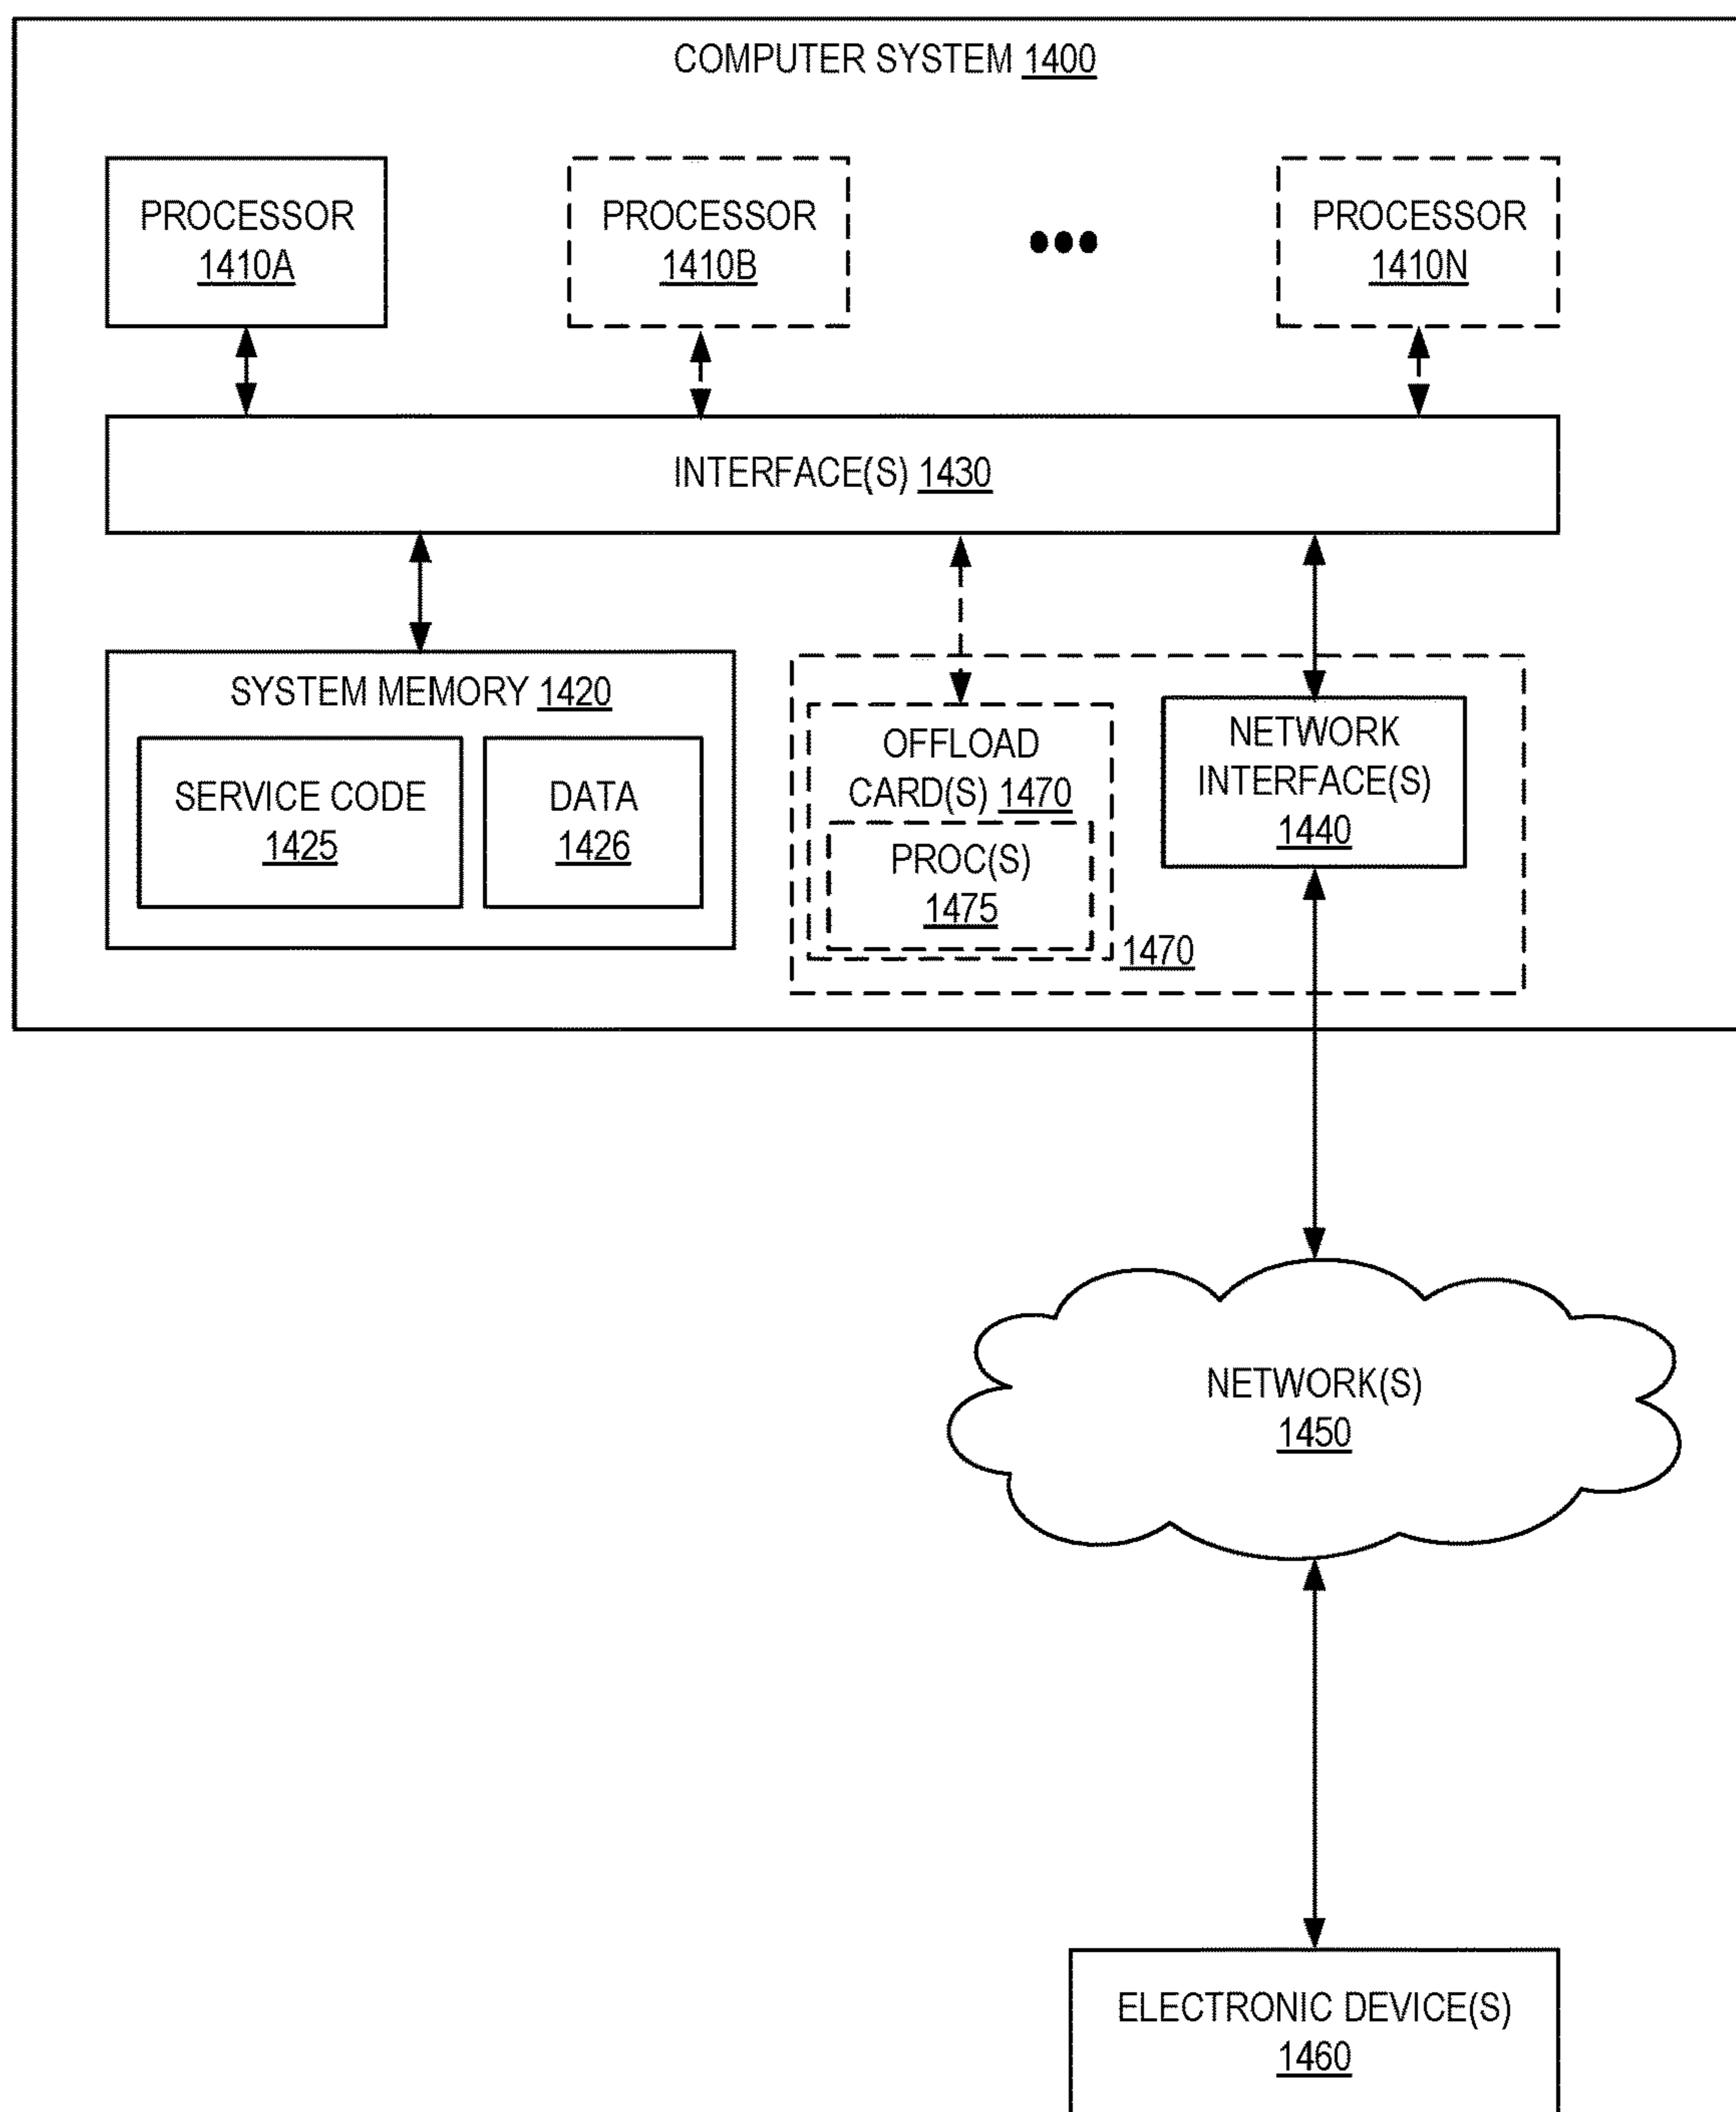 COMPUTER SYSTEM 1400
PROCESSOR
1410A
PROCESSOR
1410B
PROCESSOR
1410N
INTERFACE(S) 1430
SYSTEM MEMORY 1420
SERVICE CODE
1425
DATA
1426
OFFLOAD
CARD(S) 1470
PROC(S)
1475
1470
NETWORK
INTERFACE(S)
1440
NETWORK(S)
1450
ELECTRONIC DEVICE(S)
1460